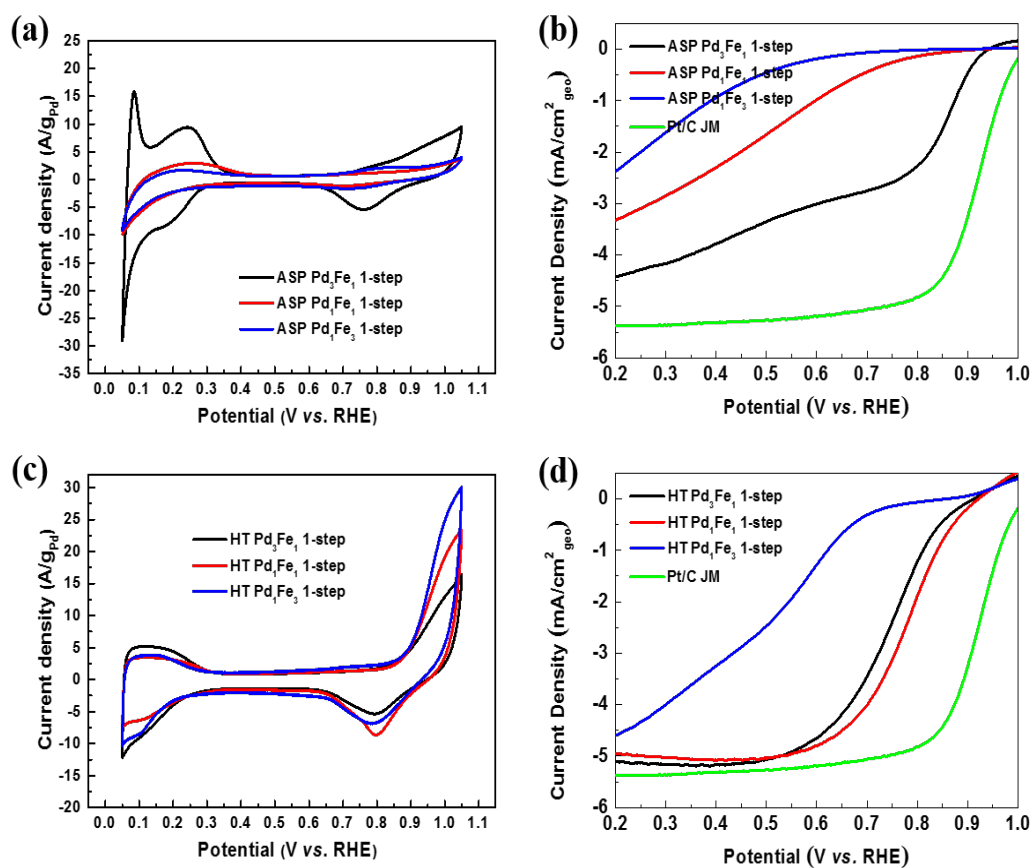 (a)
25
20
15
10
5
0
-5
-10
-15
-20
-25
-30
-35
Current density (A/g_Pd)
ASP Pd₃Fe₁ 1-step
ASP Pd₁Fe₁ 1-step
ASP Pd₁Fe₃ 1-step
0.0 0.1 0.2 0.3 0.4 0.5 0.6 0.7 0.8 0.9 1.0 1.1
Potential (V vs. RHE)
(b)
0
-1
-2
-3
-4
-5
-6
Current Density (mA/cm²_geo)
ASP Pd₃Fe₁ 1-step
ASP Pd₁Fe₁ 1-step
ASP Pd₁Fe₃ 1-step
Pt/C JM
0.2 0.3 0.4 0.5 0.6 0.7 0.8 0.9 1.0
Potential (V vs. RHE)
(c)
30
25
20
15
10
5
0
-5
-10
-15
-20
Current density (A/g_Pd)
HT Pd₃Fe₁ 1-step
HT Pd₁Fe₁ 1-step
HT Pd₁Fe₃ 1-step
0.0 0.1 0.2 0.3 0.4 0.5 0.6 0.7 0.8 0.9 1.0 1.1
Potential (V vs. RHE)
(d)
0
-1
-2
-3
-4
-5
-6
Current Density (mA/cm²_geo)
HT Pd₃Fe₁ 1-step
HT Pd₁Fe₁ 1-step
HT Pd₁Fe₃ 1-step
Pt/C JM
0.2 0.3 0.4 0.5 0.6 0.7 0.8 0.9 1.0
Potential (V vs. RHE)